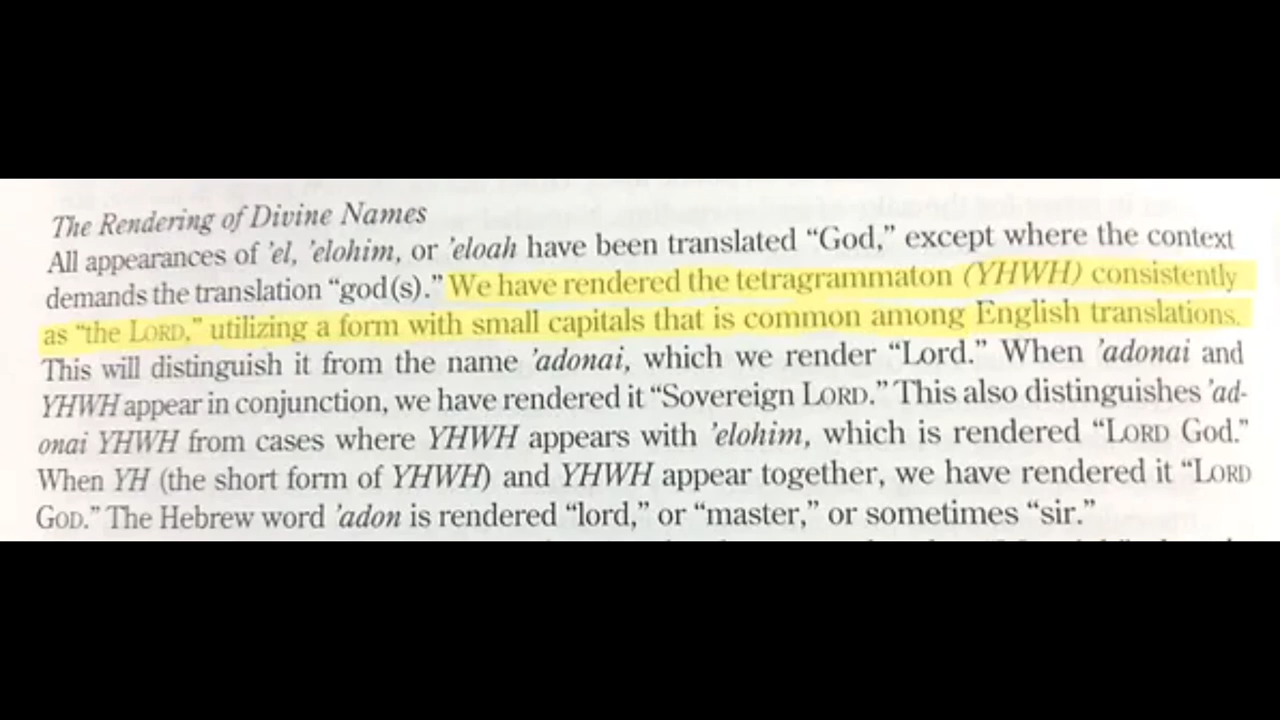 The Rendering of Divine Names
All appearances of 'el, 'elohim, or 'eloah have been translated “God,” except where the context
demands the translation “god(s).” We have rendered the tetragrammaton (YHWH) consistently
as “the LORD,” utilizing a form with small capitals that is common among English translations.
This will distinguish it from the name 'adonai, which we render “Lord.” When 'adonai and
YHWH appear in conjunction, we have rendered it “Sovereign LORD.” This also distinguishes 'ad-
onai YHWH from cases where YHWH appears with 'elohim, which is rendered “LORD God.”
When YH (the short form of YHWH) and YHWH appear together, we have rendered it “LORD
GOD.” The Hebrew word 'adon is rendered “lord,” or “master,” or sometimes “sir.”